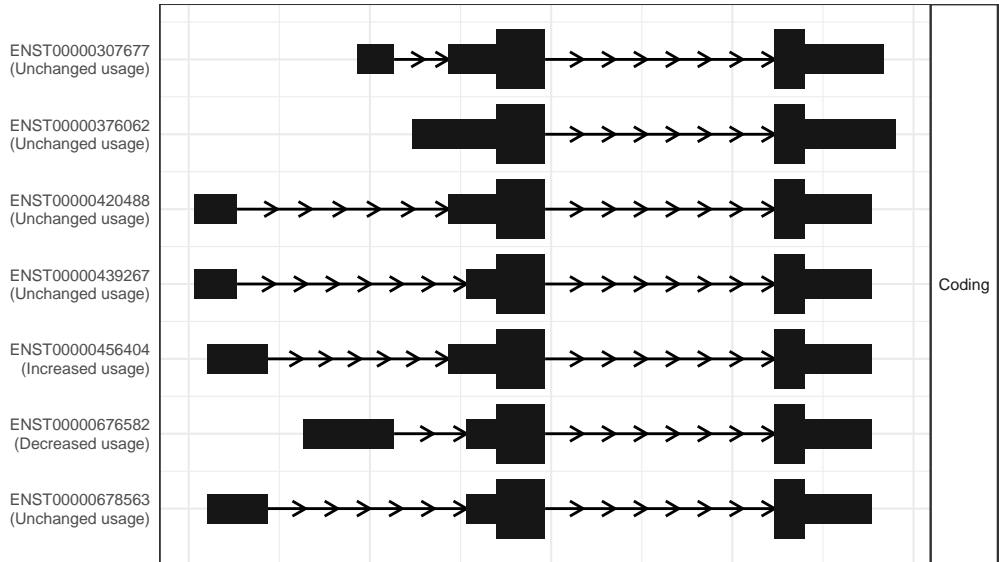 ENST00000307677
(Unchanged usage)
ENST00000376062
(Unchanged usage)
ENST00000420488
(Unchanged usage)
ENST00000439267
(Unchanged usage)
ENST00000456404
(Increased usage)
ENST00000676582
(Decreased usage)
ENST00000678563
(Unchanged usage)
Coding